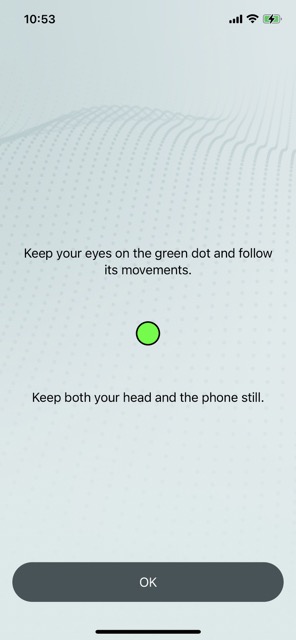 10:53
Keep your eyes on the green dot and follow
its movements.
Keep both your head and the phone still.
OK